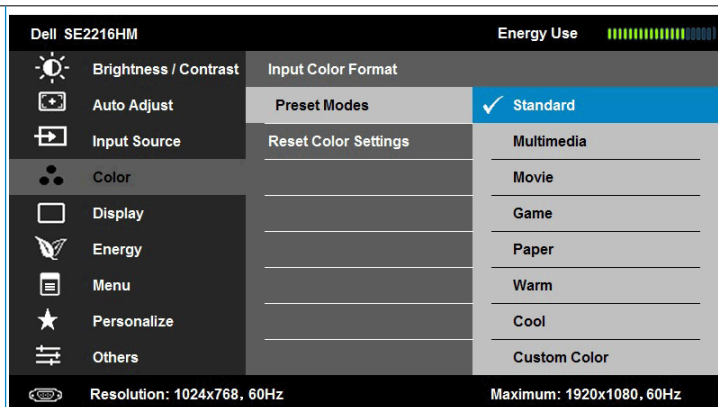 Dell SE2216HM Energy Use
Brightness / Contrast Input Color Format
Auto Adjust Preset Modes Standard
Input Source Reset Color Settings Multimedia
Color Movie
Display Game
Energy Paper
Menu Warm
Personalize Cool
Others Custom Color
Resolution: 1024x768, 60Hz Maximum: 1920x1080, 60Hz